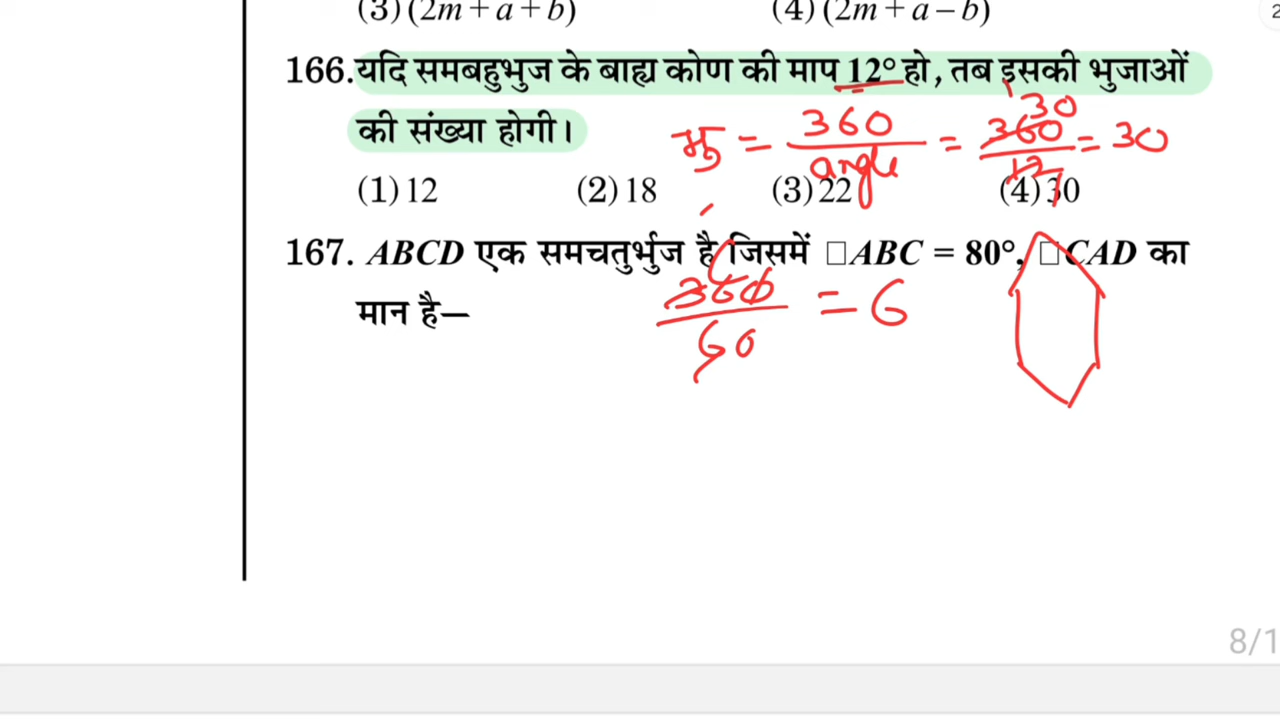 (3) (2m + a + b) (4) (2m + a – b)
166. यदि समबहुभुज के बाह्य कोण की माप 12° हो, तब इसकी भुजाओं
की संख्या होगी।
भु = 360 / angle = 360 / 12 = 30
30
(1) 12 (2) 18 (3) 22 (4) 30
167. ABCD एक समचतुर्भुज है जिसमें □ABC = 80°, □CAD का
मान है—
360 / 60 = 6
8/1